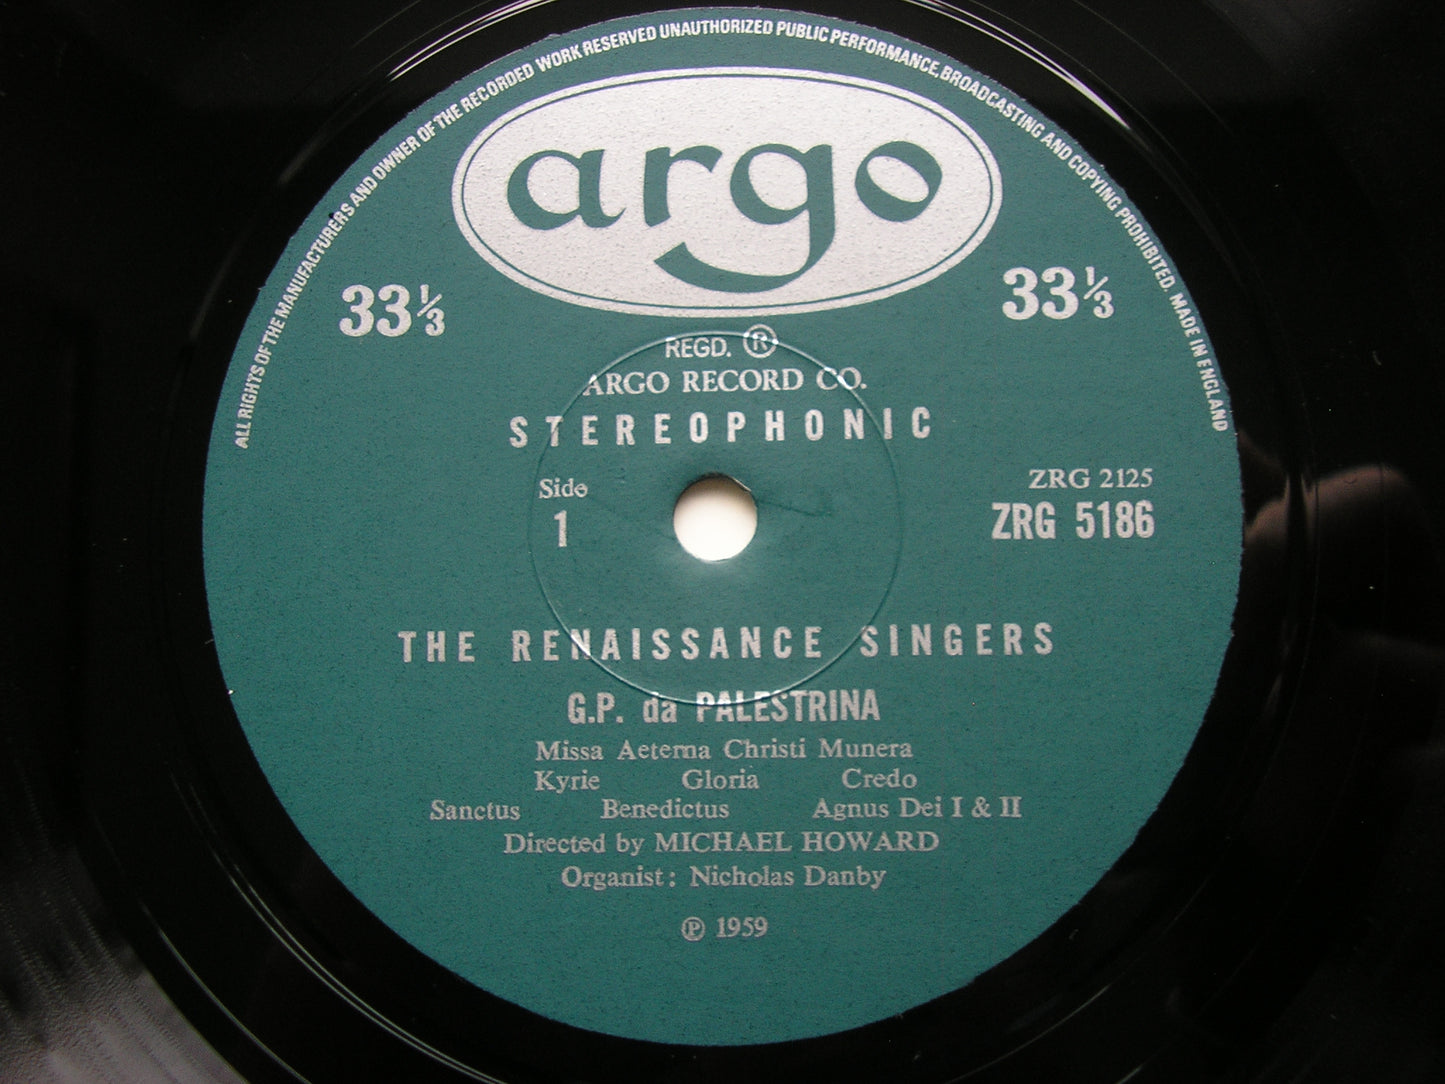 ALL RIGHTS OF THE MANUFACTURERS AND OWNER OF THE RECORDED WORK RESERVED UNAUTHORIZED PUBLIC PERFORMANCE, BROADCASTING AND COPYING PROHIBITED. MADE IN ENGLAND
argo
33⅓ 33⅓
REGD. ®
ARGO RECORD CO.
STEREOPHONIC
Side
1
ZRG 2125
ZRG 5186
THE RENAISSANCE SINGERS
G.P. da PALESTRINA
Missa Aeterna Christi Munera
Kyrie Gloria Credo
Sanctus Benedictus Agnus Dei I & II
Directed by MICHAEL HOWARD
Organist: Nicholas Danby
℗ 1959